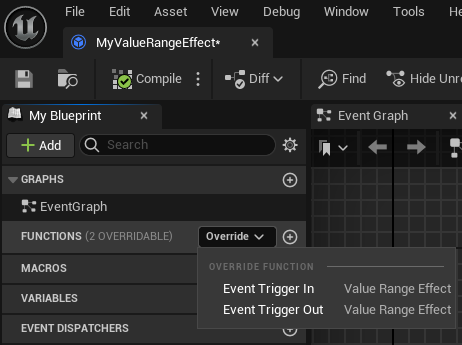 File Edit Asset View Debug Window Tools
MyValueRangeEffect*
Compile Diff Find Hide Unre
My Blueprint Event Graph
Add Search
GRAPHS
EventGraph
FUNCTIONS (2 OVERRIDABLE) Override
OVERRIDE FUNCTION
MACROS
Event Trigger In Value Range Effect
VARIABLES
Event Trigger Out Value Range Effect
EVENT DISPATCHERS